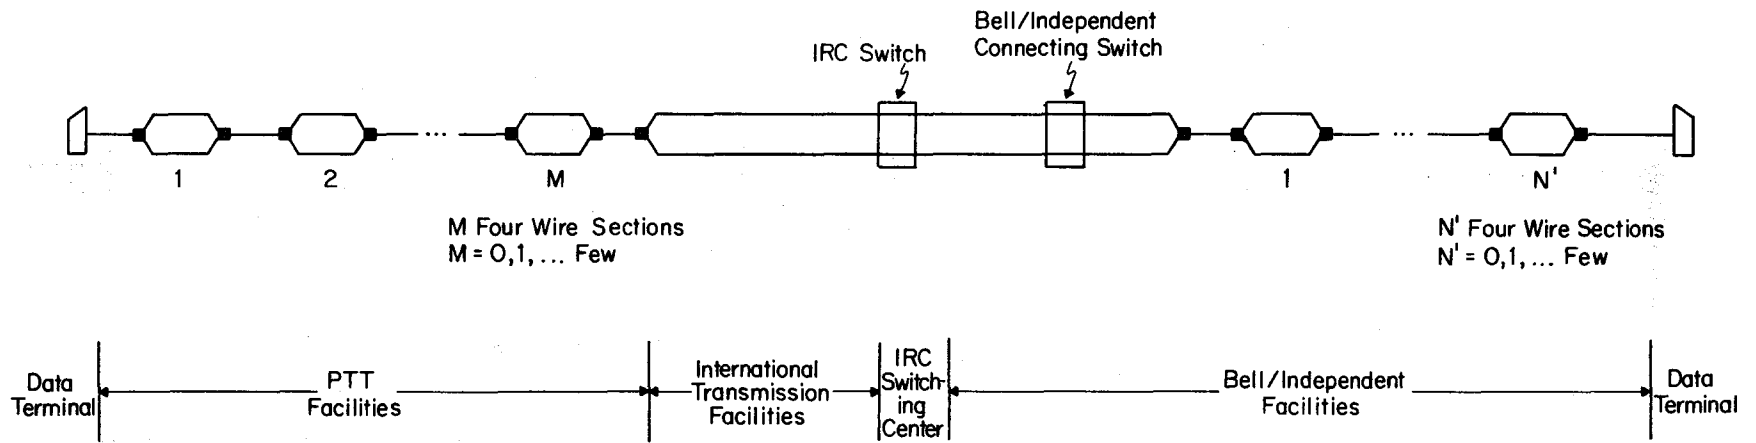 Bell/Independent
Connecting Switch
IRC Switch
...
...
1
2
M
1
N'
M Four Wire Sections
M = 0,1, ... Few
N' Four Wire Sections
N' = 0,1, ... Few
Data
Terminal
PTT
Facilities
International
Transmission
Facilities
IRC
Switch-
ing
Center
Bell/Independent
Facilities
Data
Terminal